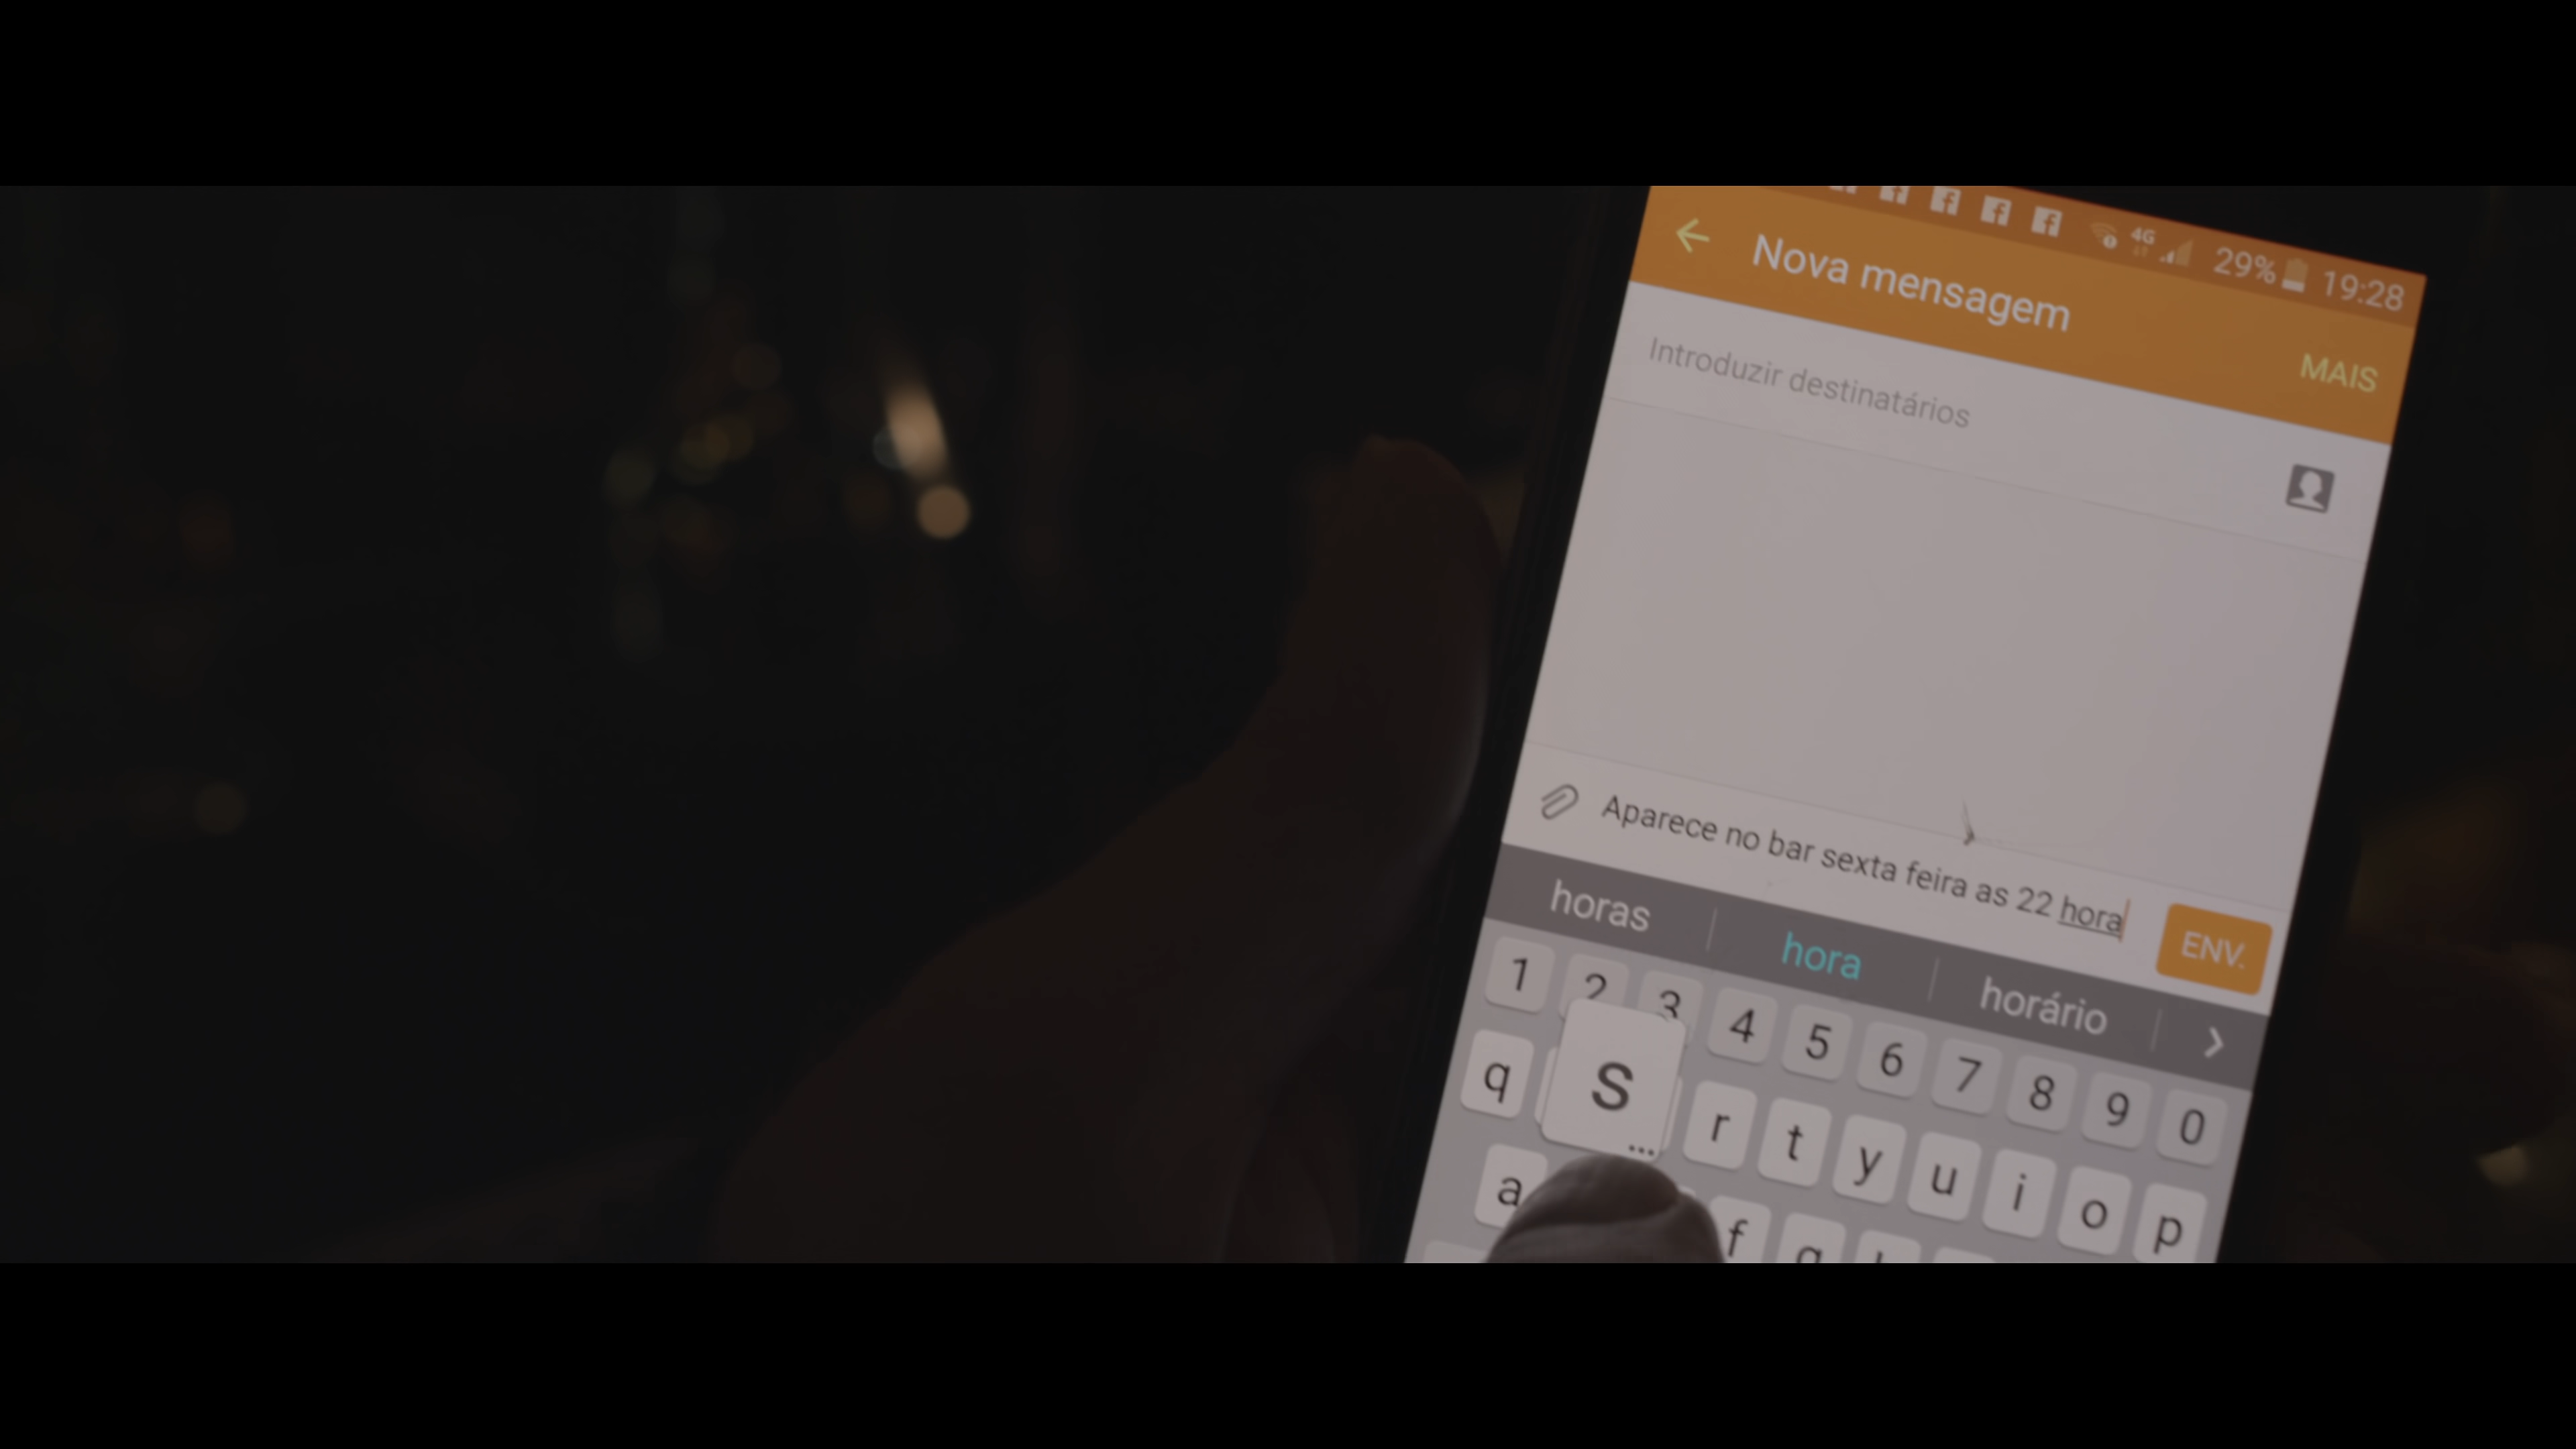 4G 29% 19:28
Nova mensagem
MAIS
Introduzir destinatários
Aparece no bar sexta feira as 22 hora
ENV.
horas hora horário
1 2 3 4 5 6 7 8 9 0
q r t y u i o p
s
...
a f g